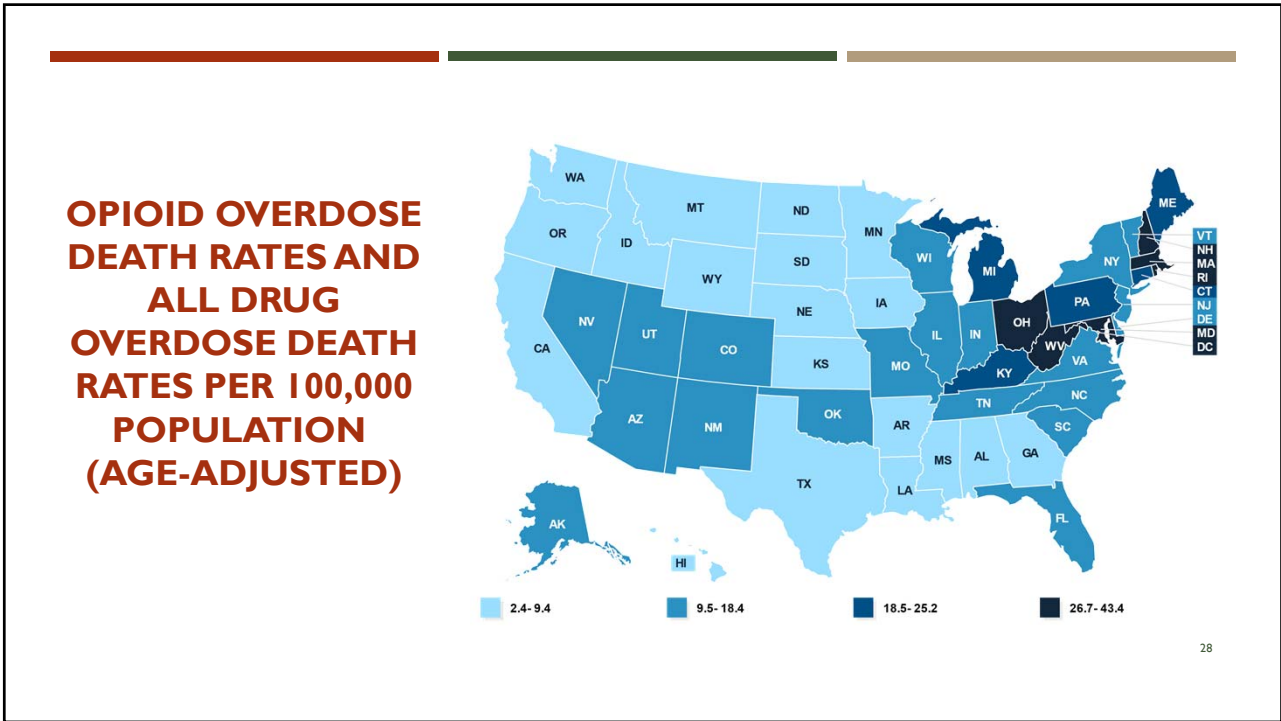 OPIOID OVERDOSE
DEATH RATES AND
ALL DRUG
OVERDOSE DEATH
RATES PER 100,000
POPULATION
(AGE-ADJUSTED)
WA
MT
ND
MN
OR
ID
SD
WY
WI
MI
NY
ME
VT
NH
MA
RI
CT
NJ
DE
MD
DC
NE
IA
PA
NV
UT
CO
CA
KS
MO
IL
IN
OH
WV
VA
KY
AZ
NM
OK
AR
TN
NC
SC
TX
LA
MS
AL
GA
FL
AK
HI
2.4- 9.4
9.5- 18.4
18.5- 25.2
26.7- 43.4
28